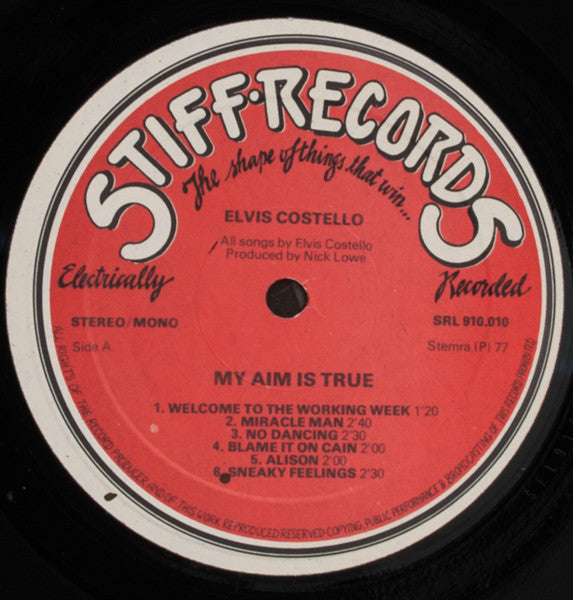 STIFF·RECORDS
The shape of things that win...
ELVIS COSTELLO
All songs by Elvis Costello
Produced by Nick Lowe
Electrically Recorded
STEREO/MONO SRL 910.010
Side A Stemra (P) 77
MY AIM IS TRUE
1. WELCOME TO THE WORKING WEEK 1'20
2. MIRACLE MAN 2'40
3. NO DANCING 2'30
4. BLAME IT ON CAIN 2'00
5. ALISON 2'00
6. SNEAKY FEELINGS 2'30
ALL RIGHTS OF THE RECORD PRODUCER AND OF THIS WORK REPRODUCED RESERVED·COPYING, PUBLIC PERFORMANCE & BROADCASTING OF THIS RECORD PROHIBITED